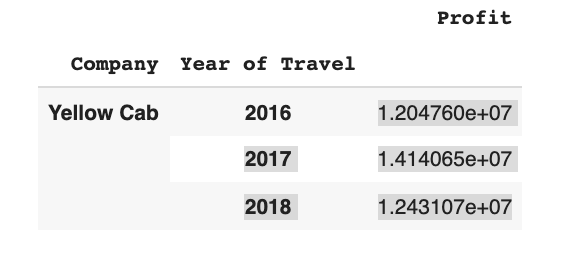 Profit
Company Year of Travel
Yellow Cab 2016 1.204760e+07
2017 1.414065e+07
2018 1.243107e+07